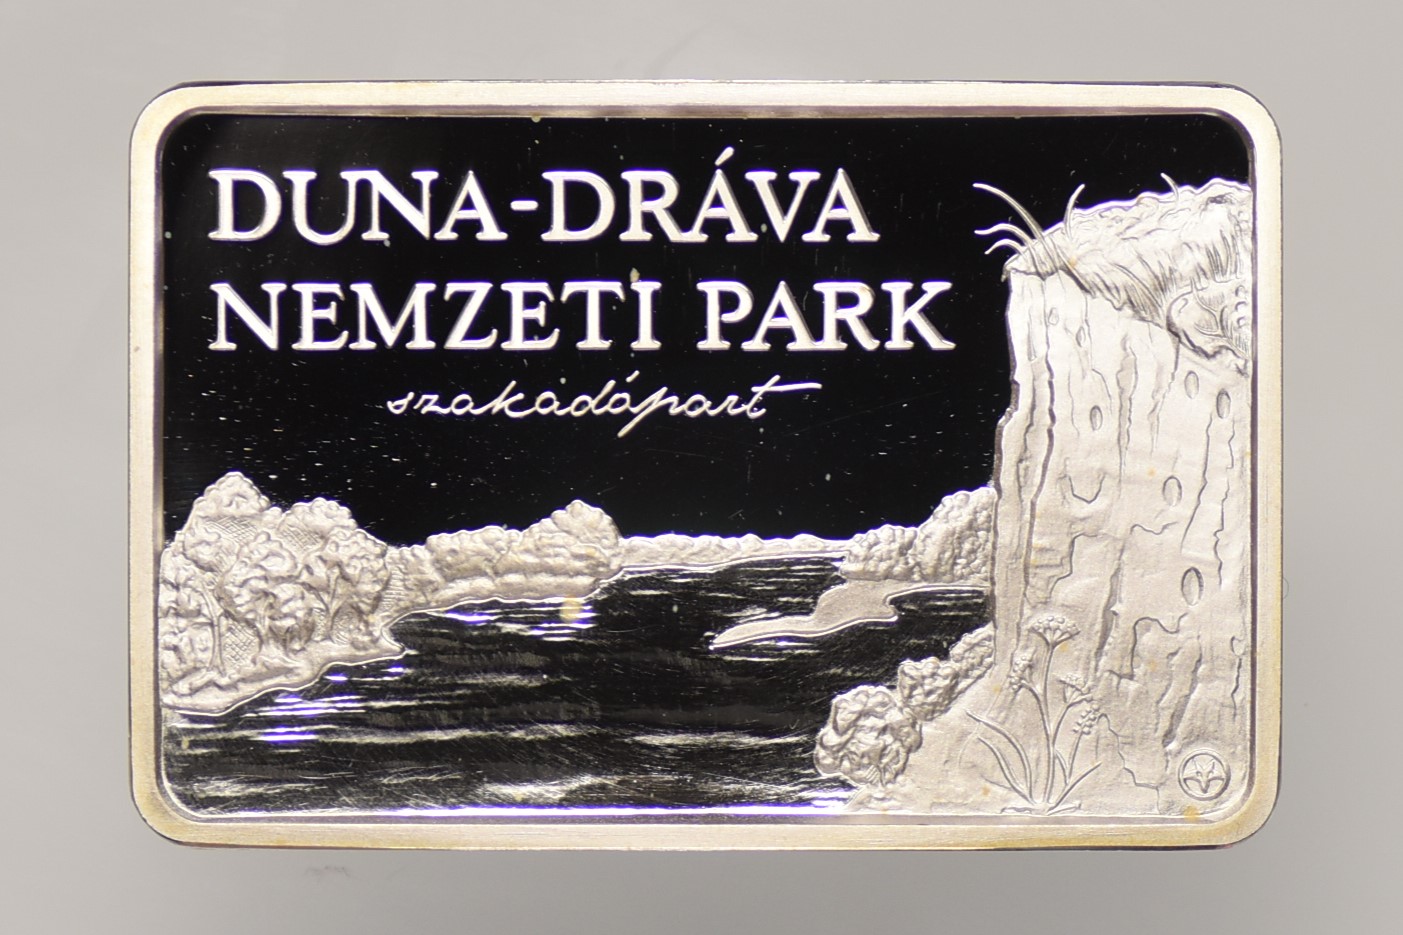 DUNA-DRÁVA
NEMZETI PARK
szakadópart